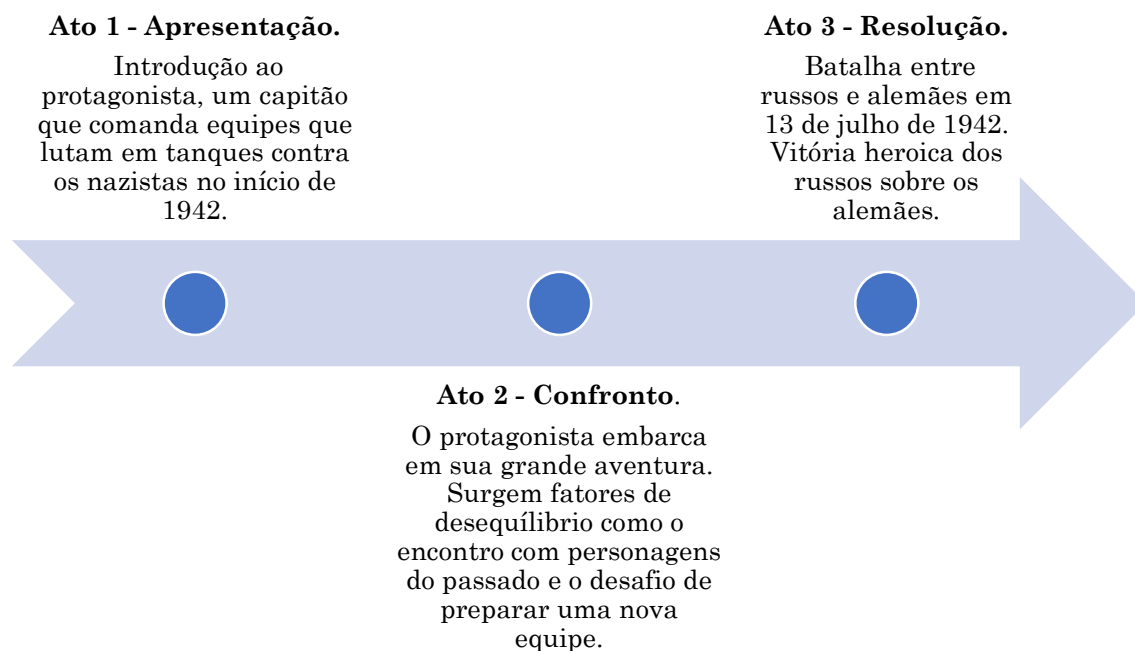 Ato 1 - Apresentação.
Introdução ao
protagonista, um capitão
que comanda equipes que
lutam em tanques contra
os nazistas no início de
1942.
Ato 2 - Confronto.
O protagonista embarca
em sua grande aventura.
Surgem fatores de
desequílibrio como o
encontro com personagens
do passado e o desafio de
preparar uma nova
equipe.
Ato 3 - Resolução.
Batalha entre
russos e alemães em
13 de julho de 1942.
Vitória heroica dos
russos sobre os
alemães.